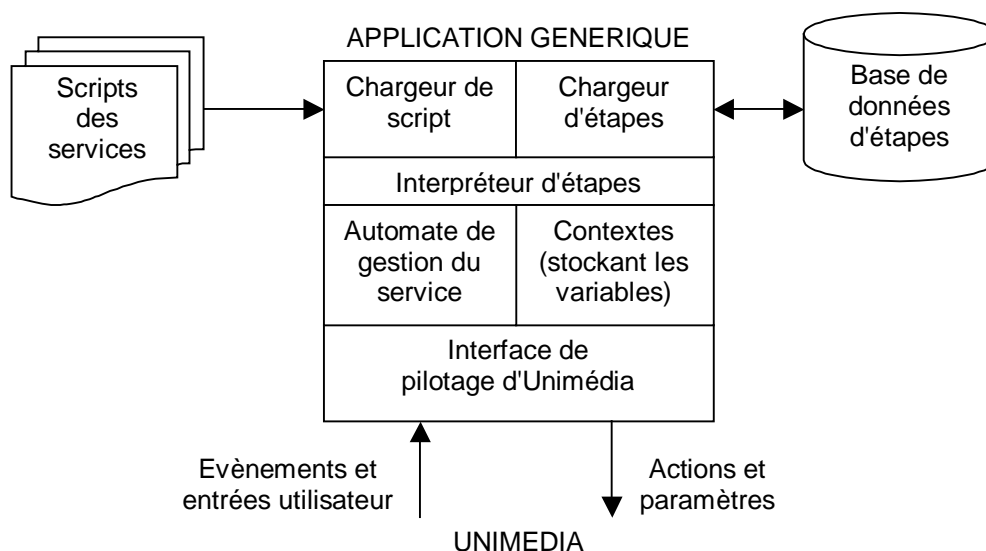 APPLICATION GENERIQUE
Scripts
des
services
Chargeur de
script
Chargeur
d'étapes
Base de
données
d'étapes
Interpréteur d'étapes
Automate de
gestion du
service
Contextes
(stockant les
variables)
Interface de
pilotage d'Unimédia
Evènements et
entrées utilisateur
Actions et
paramètres
UNIMEDIA